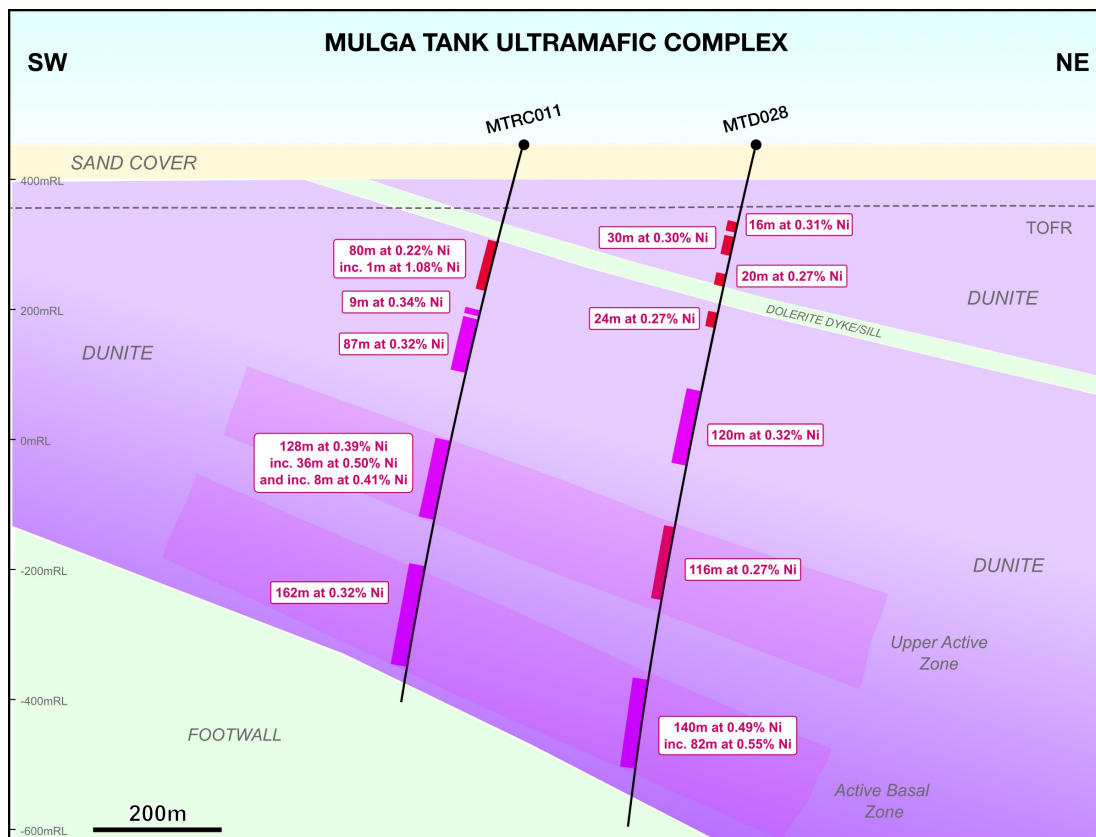 MULGA TANK ULTRAMAFIC COMPLEX
SW
NE
MTRC011
MTD028
SAND COVER
400mRL
TOFR
16m at 0.31% Ni
30m at 0.30% Ni
80m at 0.22% Ni
inc. 1m at 1.08% Ni
20m at 0.27% Ni
9m at 0.34% Ni
DUNITE
200mRL
24m at 0.27% Ni
DOLERITE DYKE/SILL
87m at 0.32% Ni
DUNITE
0mRL
120m at 0.32% Ni
128m at 0.39% Ni
inc. 36m at 0.50% Ni
and inc. 8m at 0.41% Ni
-200mRL
116m at 0.27% Ni
DUNITE
162m at 0.32% Ni
Upper Active
Zone
-400mRL
FOOTWALL
140m at 0.49% Ni
inc. 82m at 0.55% Ni
Active Basal
Zone
200m
-600mRL